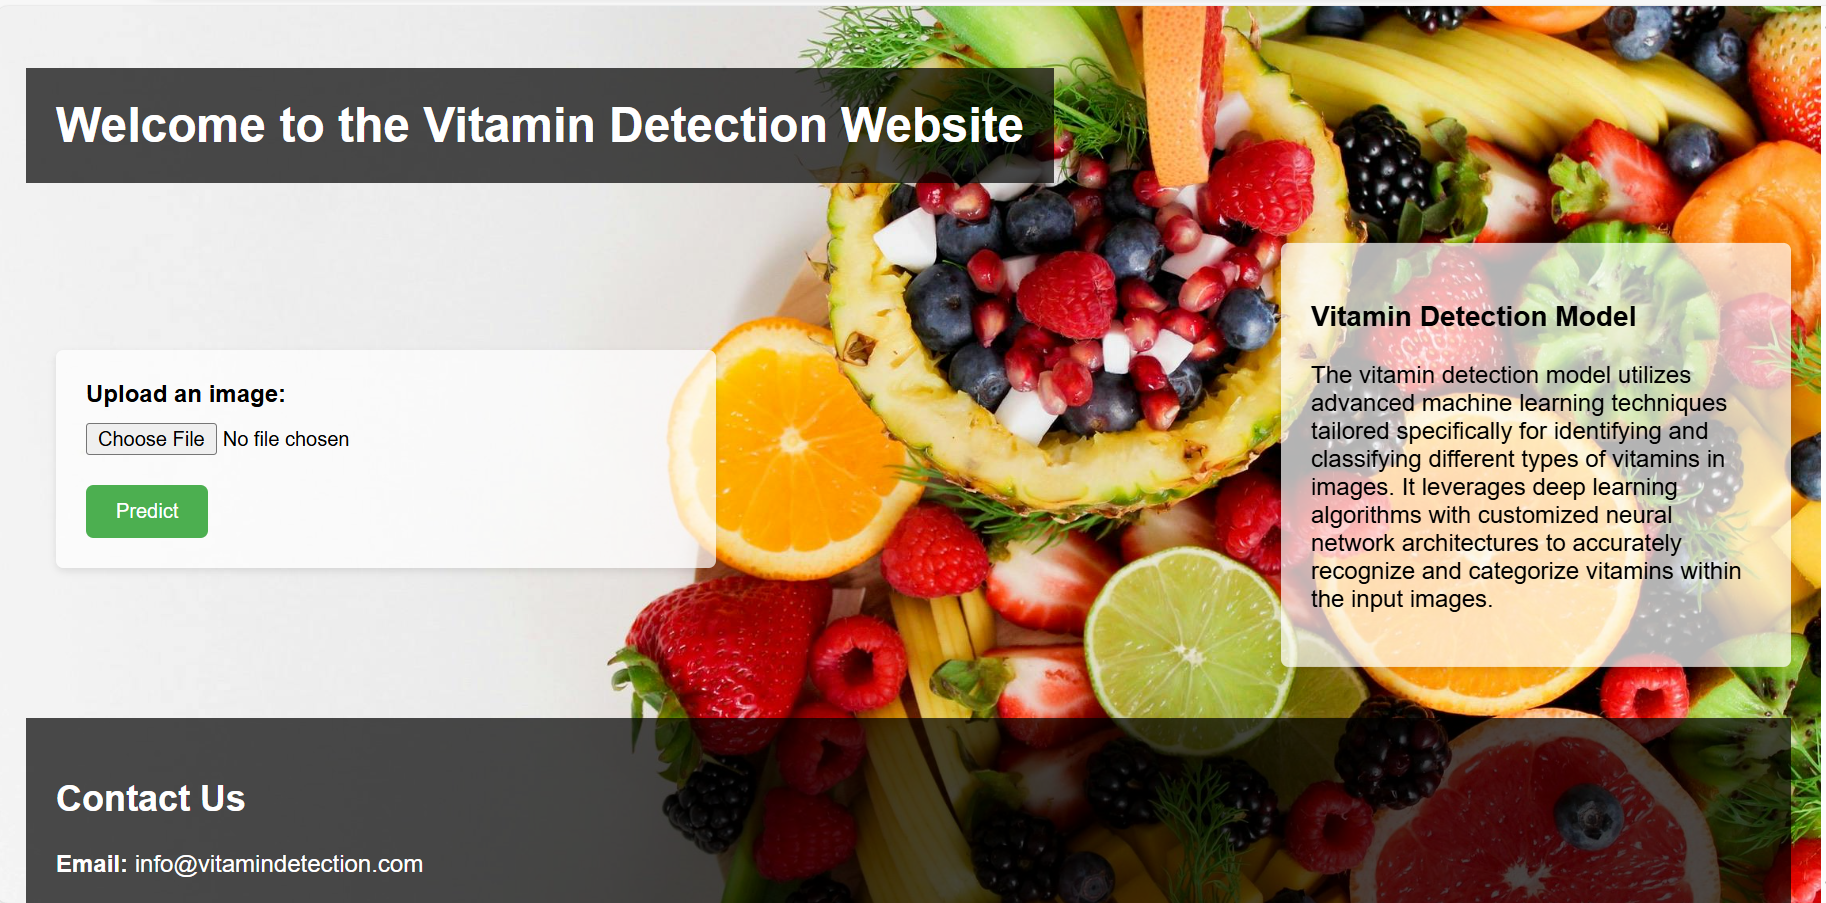 Welcome to the Vitamin Detection Website
Upload an image:
Choose File No file chosen
Predict
Vitamin Detection Model
The vitamin detection model utilizes
advanced machine learning techniques
tailored specifically for identifying and
classifying different types of vitamins in
images. It leverages deep learning
algorithms with customized neural
network architectures to accurately
recognize and categorize vitamins within
the input images.
Contact Us
Email: info@vitamindetection.com